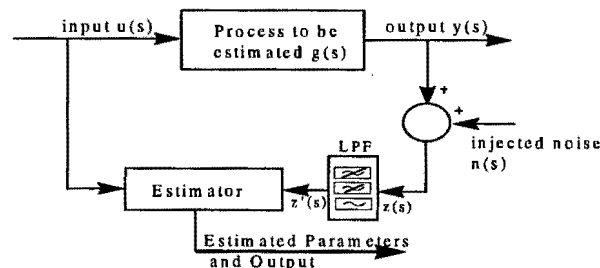 input u(s)
Process to be
estimated g(s)
output y(s)
+
+
injected noise
n(s)
LPF
Estimator
z'(s)
z(s)
Estimated Parameters
and Output